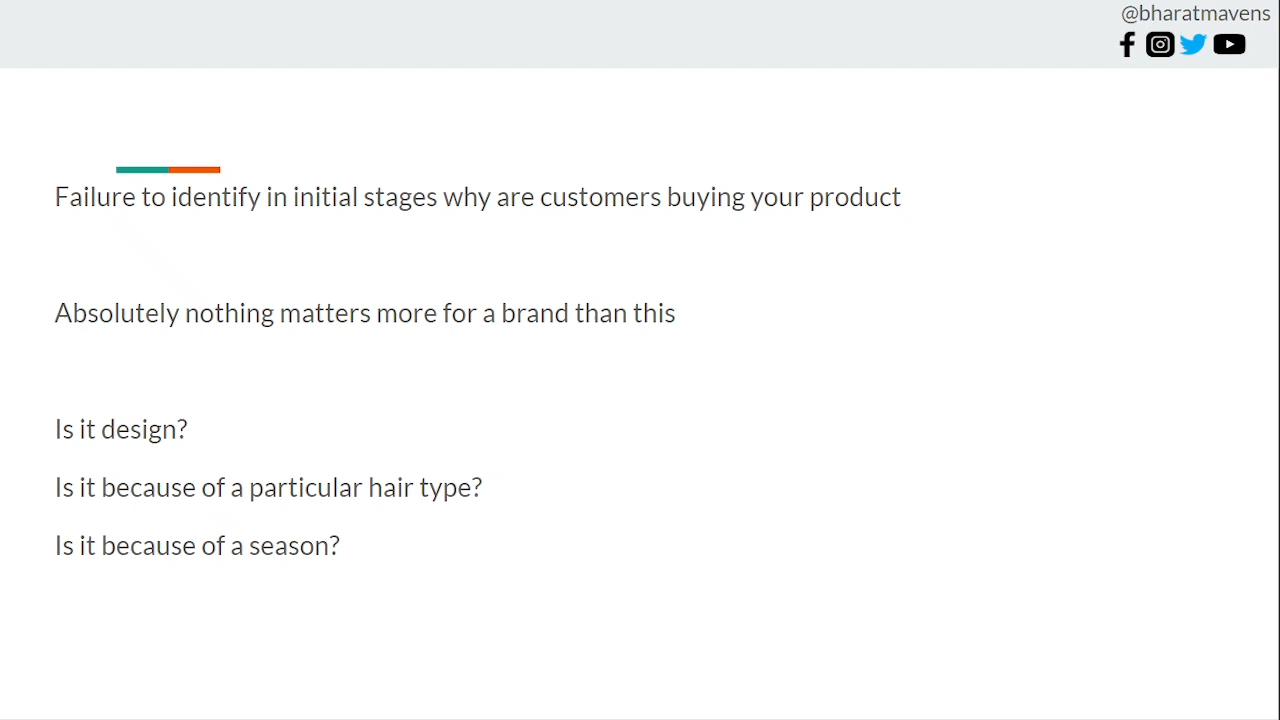 @bharatmavens
Failure to identify in initial stages why are customers buying your product
Absolutely nothing matters more for a brand than this
Is it design?
Is it because of a particular hair type?
Is it because of a season?